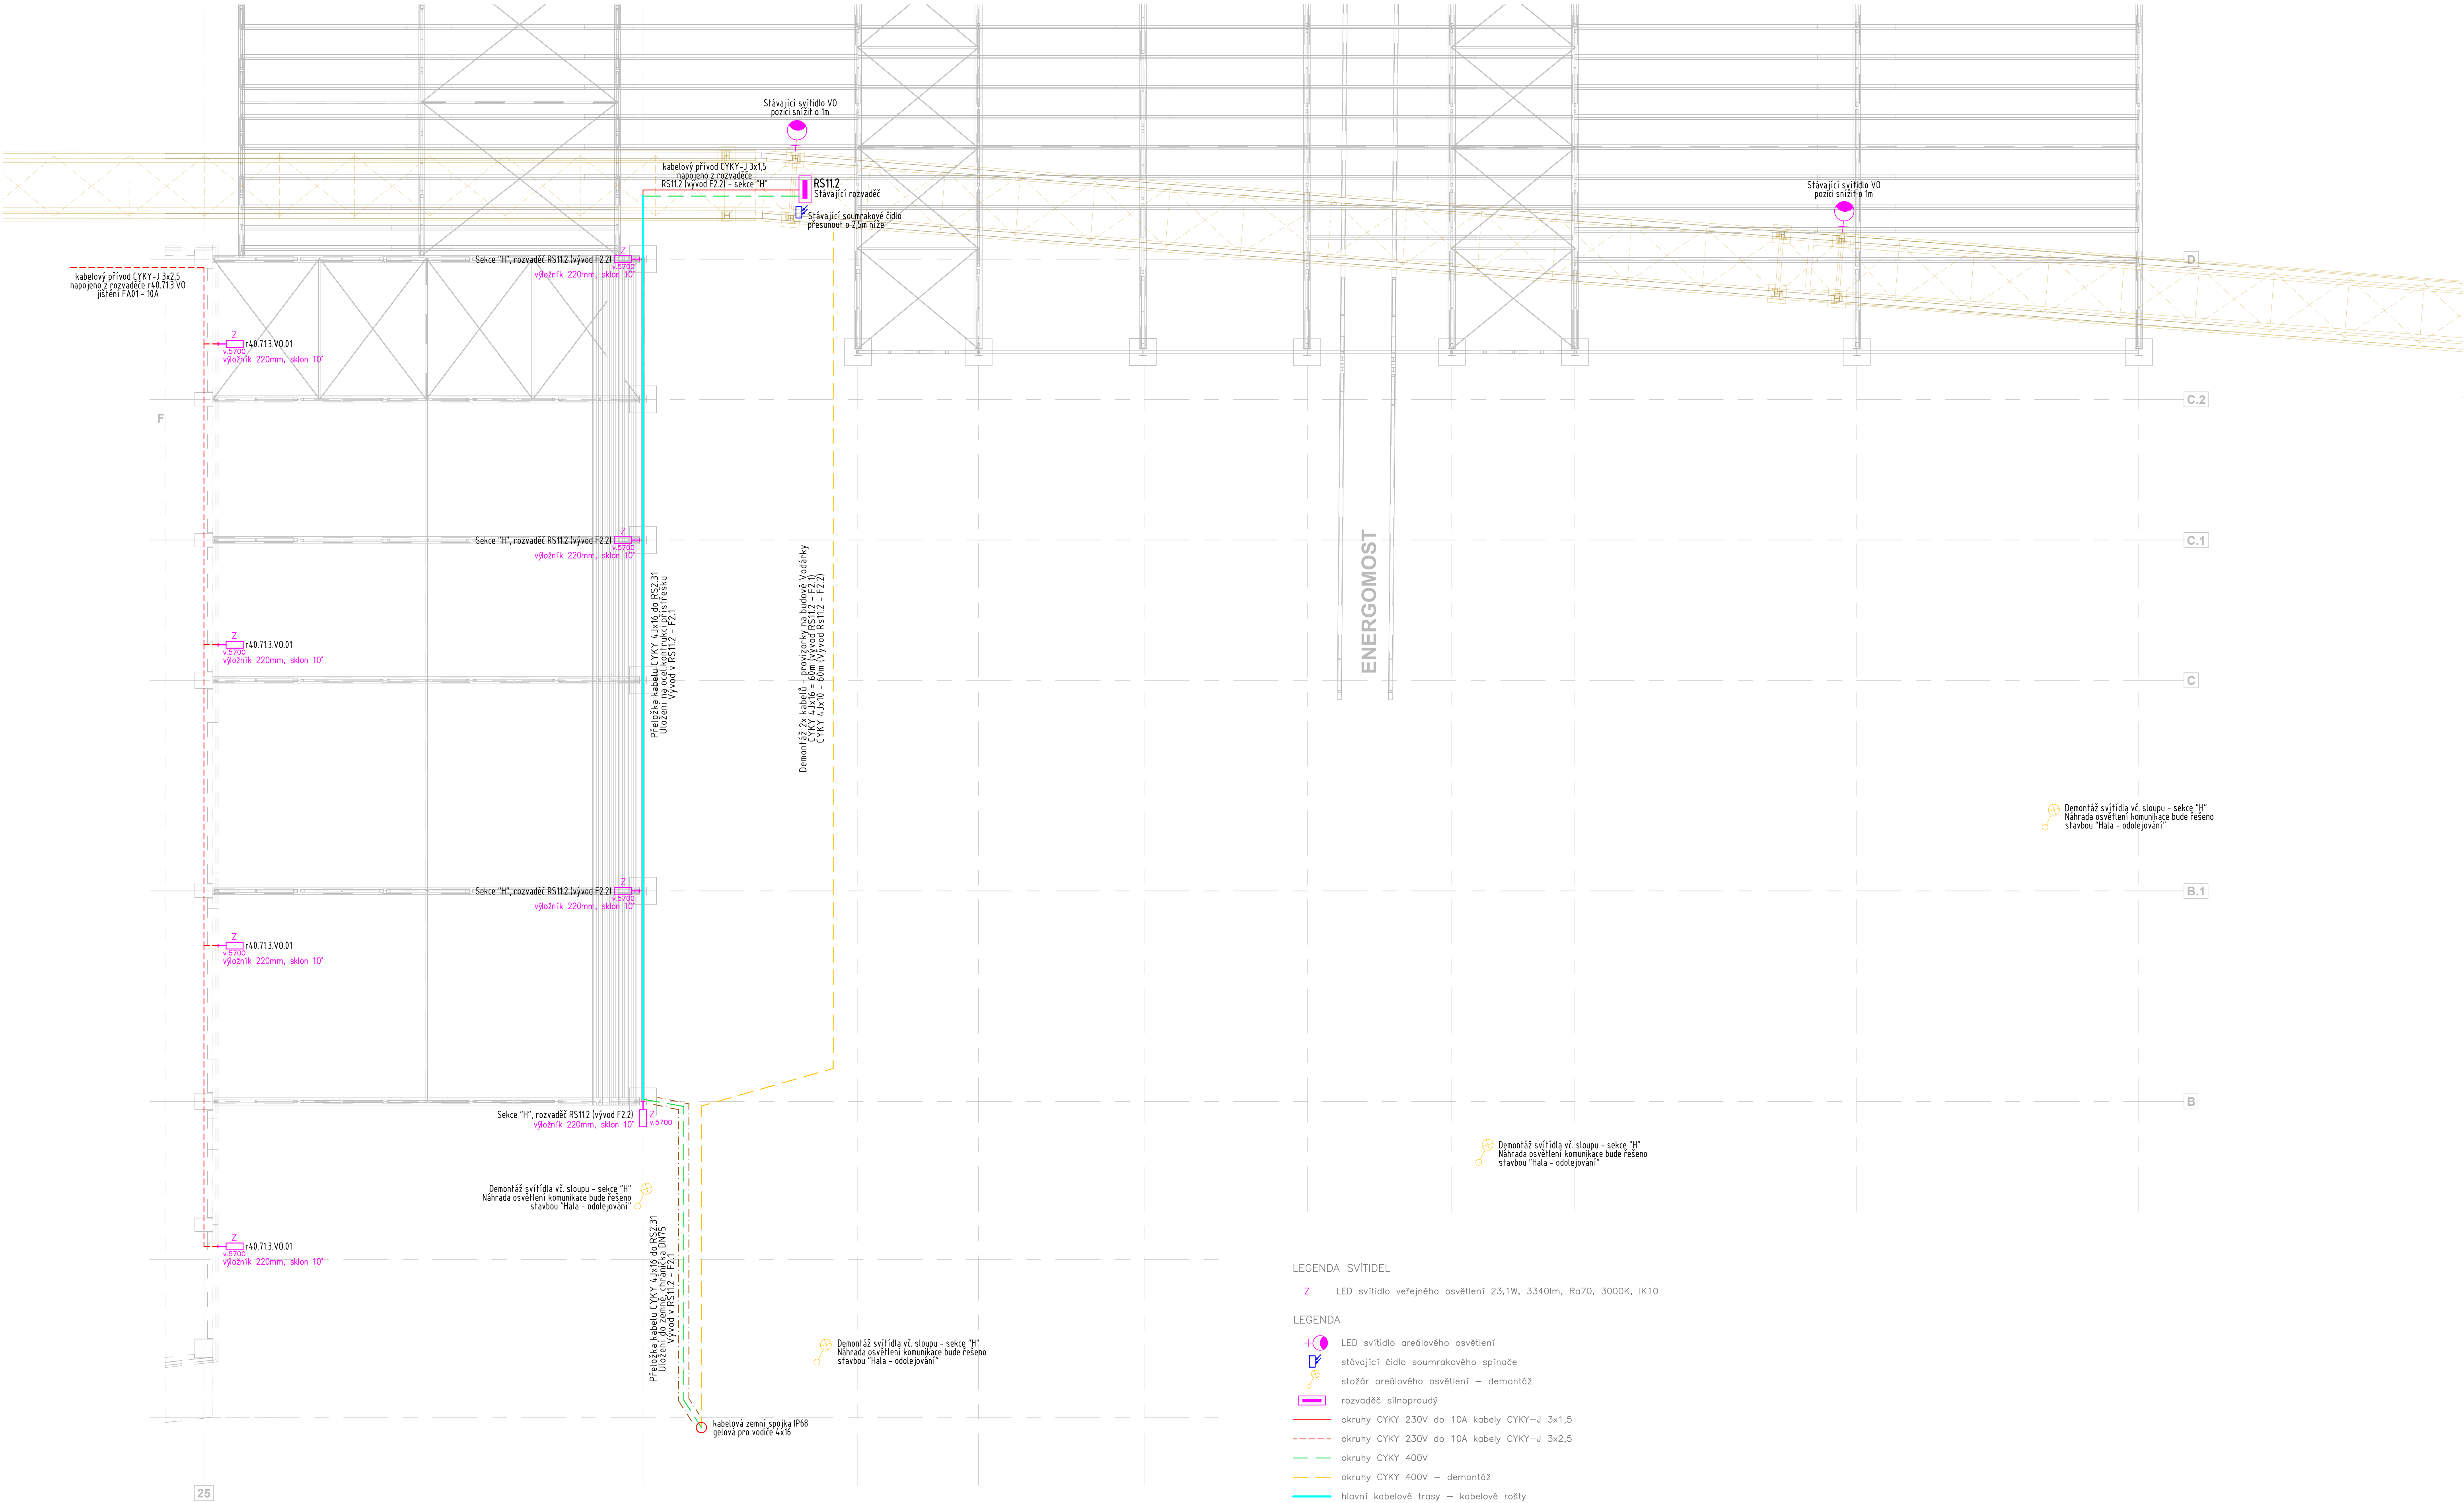 Stávající svítidlo VO
pozici snížit o 1m
kabelový přívod CYKY-J 3x1,5
napojeno z rozvaděče
RS11.2 (vývod F2.2) - sekce "H"
RS11.2
Stávající rozvaděč
Stávající soumrakové čidlo
přesunout o 2,5m níže
Stávající svítidlo VO
pozici snížit o 1m
Z
Sekce "H", rozvaděč RS11.2 (vývod F2.2)
v.5700
výložník 220mm, sklon 10°
D
kabelový přívod CYKY-J 3x2,5
napojeno z rozvaděče r40.71.3.VO
jištění FA01 - 10A
Z
r40.71.3.VO.01
v.5700
výložník 220mm, sklon 10°
C.2
F
Z
Sekce "H", rozvaděč RS11.2 (vývod F2.2)
v.5700
výložník 220mm, sklon 10°
C.1
Přeložka kabelu CYKY 4Jx16 do RS2.31
Uložení na ocel.kontrukci přístřešku
Vývod v RS11.2 - F2.1
Demontáž 2x kabelů - provizorky na budově Vodárky
CYKY 4Jx16 = 60m (vývod RS11.2 - F2.1)
CYKY 4Jx10 - 60m (Vývod Rs11.2 - F2.2)
ENERGOMOST
Z
r40.71.3.VO.01
v.5700
výložník 220mm, sklon 10°
C
Demontáž svítidla vč. sloupu - sekce "H"
Náhrada osvětlení komunikace bude řešeno
stavbou "Hala - odolejování"
Z
Sekce "H", rozvaděč RS11.2 (vývod F2.2)
v.5700
výložník 220mm, sklon 10°
B.1
Z
r40.71.3.VO.01
v.5700
výložník 220mm, sklon 10°
B
Sekce "H", rozvaděč RS11.2 (vývod F2.2)
Z
výložník 220mm, sklon 10°
v.5700
Demontáž svítidla vč. sloupu - sekce "H"
Náhrada osvětlení komunikace bude řešeno
stavbou "Hala - odolejování"
Demontáž svítidla vč. sloupu - sekce "H"
Náhrada osvětlení komunikace bude řešeno
stavbou "Hala - odolejování"
Z
r40.71.3.VO.01
v.5700
výložník 220mm, sklon 10°
Přeložka kabelu CYKY 4Jx16 do RS2.31
Uložení do zemně, chránička DN75
Vývod v RS11.2 - F2.1
Demontáž svítidla vč. sloupu - sekce "H"
Náhrada osvětlení komunikace bude řešeno
stavbou "Hala - odolejování"
kabelová zemní spojka IP68
gelová pro vodiče 4x16
25
LEGENDA SVÍTIDEL
Z LED svítidlo veřejného osvětlení 23,1W, 3340lm, Ra70, 3000K, IK10
LEGENDA
LED svítidlo areálového osvětlení
stávající čidlo soumrakového spínače
stožár areálového osvětlení – demontáž
rozvaděč silnoproudý
okruhy CYKY 230V do 10A kabely CYKY–J 3x1,5
okruhy CYKY 230V do 10A kabely CYKY–J 3x2,5
okruhy CYKY 400V
okruhy CYKY 400V – demontáž
hlavní kabelové trasy – kabelové rošty